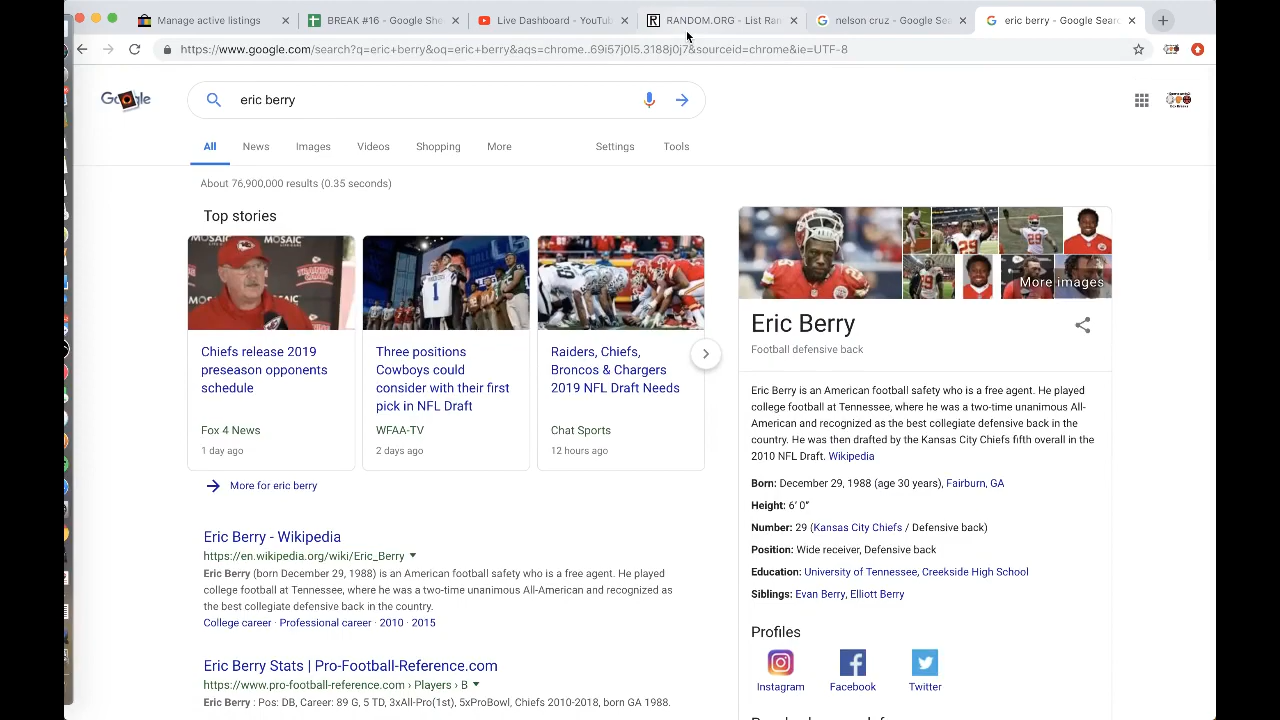 Manage active listings
BREAK #16 - Google She
Live Dashboard - YouTub
RANDOM.ORG - List R
nelson cruz - Google Sea
eric berry - Google Searc
https://www.google.com/search?q=eric+berry&oq=eric+berry&aqs=chrome..69i57j0l5.3188j0j7&sourceid=chrome&ie=UTF-8
eric berry
All News Images Videos Shopping More Settings Tools
About 76,900,000 results (0.35 seconds)
Top stories
MOSAIC
MOSAIC
1
Chiefs release 2019
preseason opponents
schedule
Fox 4 News
1 day ago
Three positions
Cowboys could
consider with their first
pick in NFL Draft
WFAA-TV
2 days ago
Raiders, Chiefs,
Broncos & Chargers
2019 NFL Draft Needs
Chat Sports
12 hours ago
More for eric berry
Eric Berry - Wikipedia
https://en.wikipedia.org/wiki/Eric_Berry
Eric Berry (born December 29, 1988) is an American football safety who is a free agent. He played
college football at Tennessee, where he was a two-time unanimous All-American and recognized as
the best collegiate defensive back in the country.
College career · Professional career · 2010 · 2015
Eric Berry Stats | Pro-Football-Reference.com
https://www.pro-football-reference.com › Players › B
Eric Berry : Pos: DB, Career: 89 G, 5 TD, 3xAll-Pro(1st), 5xProBowl, Chiefs 2010-2018, born GA 1988.
29
29
More images
Eric Berry
Football defensive back
Eric Berry is an American football safety who is a free agent. He played
college football at Tennessee, where he was a two-time unanimous All-
American and recognized as the best collegiate defensive back in the
country. He was then drafted by the Kansas City Chiefs fifth overall in the
2010 NFL Draft. Wikipedia
Born: December 29, 1988 (age 30 years), Fairburn, GA
Height: 6′ 0″
Number: 29 (Kansas City Chiefs / Defensive back)
Position: Wide receiver, Defensive back
Education: University of Tennessee, Creekside High School
Siblings: Evan Berry, Elliott Berry
Profiles
Instagram Facebook Twitter